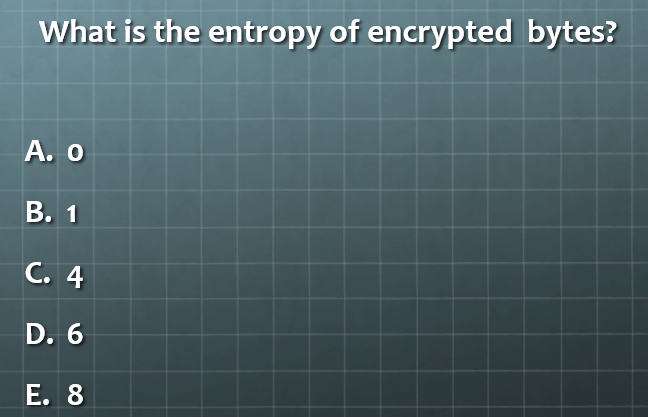 What is the entropy of encrypted bytes?
A. 0
B. 1
C. 4
D. 6
E. 8